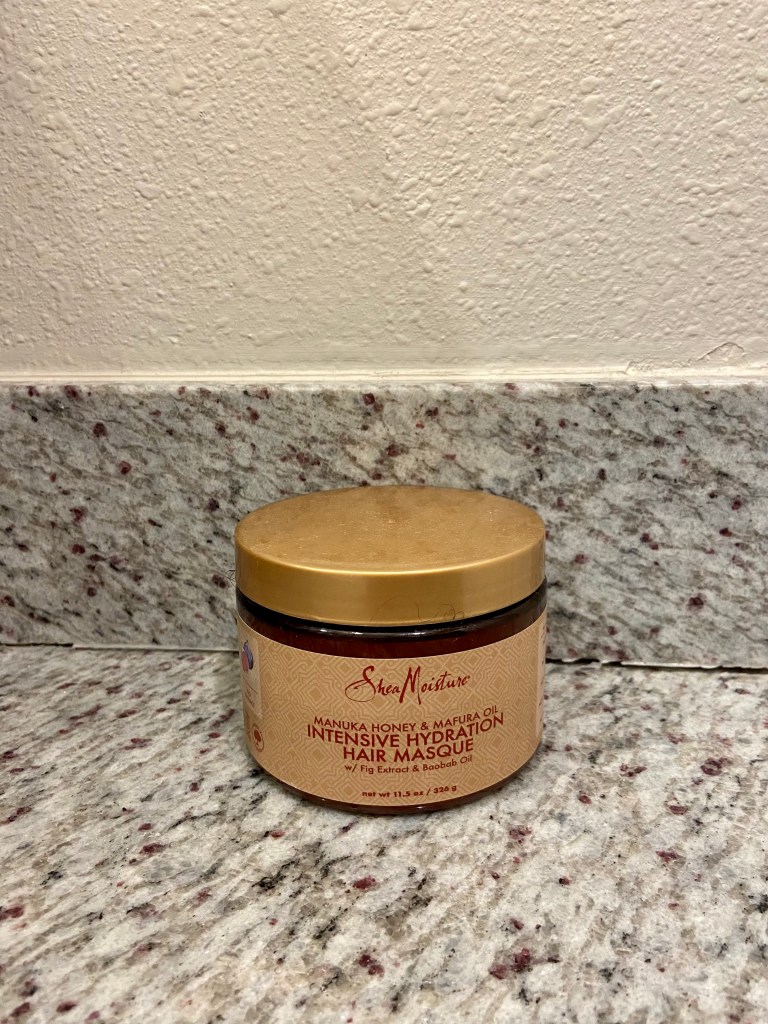 SheaMoisture
MANUKA HONEY & MAFURA OIL
INTENSIVE HYDRATION
HAIR MASQUE
w/ Fig Extract & Baobab Oil
net wt 11.5 oz / 326 g